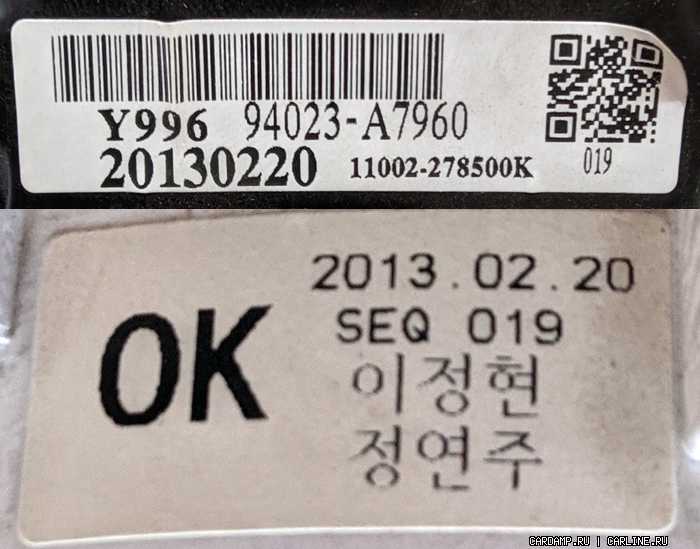 Y996 94023-A7960
20130220 11002-278500K 019
OK
2013.02.20
SEQ 019
이정현
정연주
CARDAMP.RU | CARLINE.RU